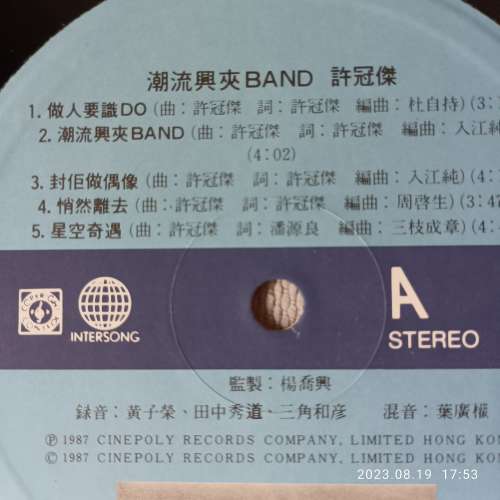 潮流興夾BAND 許冠傑
1. 做人要識DO (曲：許冠傑 詞：許冠傑 編曲：杜自持) (3:
2. 潮流興夾BAND (曲：許冠傑 詞：許冠傑 編曲：入江純
(4:02)
3. 封佢做偶像 (曲：許冠傑 詞：許冠傑 編曲：入江純) (4:
4. 悄然離去 (曲：許冠傑 詞：許冠傑 編曲：周啓生) (3:47
5. 星空奇遇 (曲：許冠傑 詞：潘源良 編曲：三枝成章) (4:
A
INTERSONG
STEREO
監製：楊喬興
録音：黃子榮、田中秀道、三角和彦 混音：葉廣權
Ⓟ 1987 CINEPOLY RECORDS COMPANY, LIMITED HONG KON
© 1987 CINEPOLY RECORDS COMPANY, LIMITED HONG KO
2023.08.19 17:53